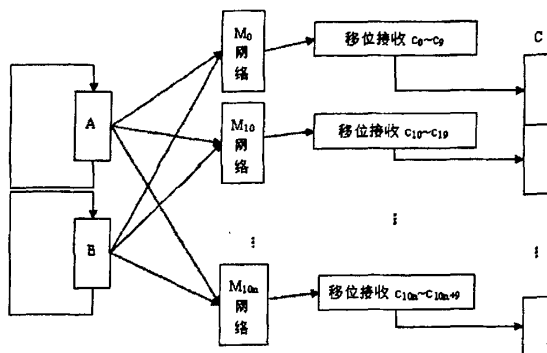 M₀
网
络
移位接收 c₀~c₉
C
A
M₁₀
网
络
移位接收 c₁₀~c₁₉
B
⋮
⋮
⋮
M₁₀ₙ
网
络
移位接收 c₁₀ₙ~c₁₀ₙ₊₉